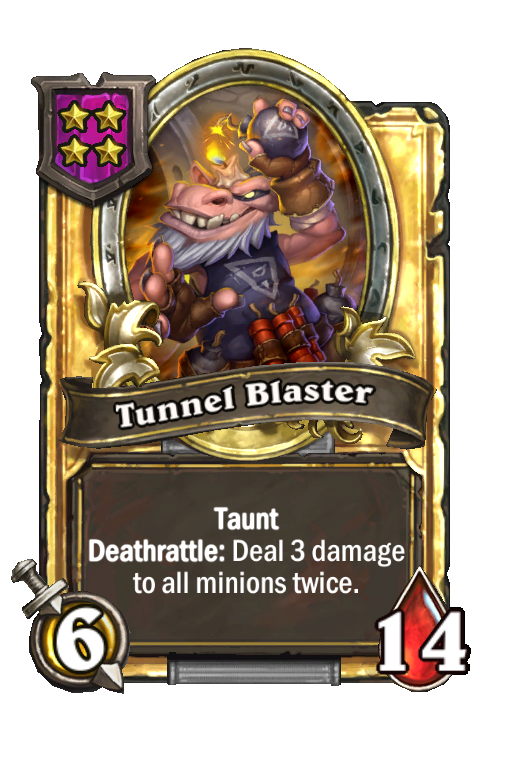 Tunnel Blaster
Taunt
Deathrattle: Deal 3 damage
to all minions twice.
6
14